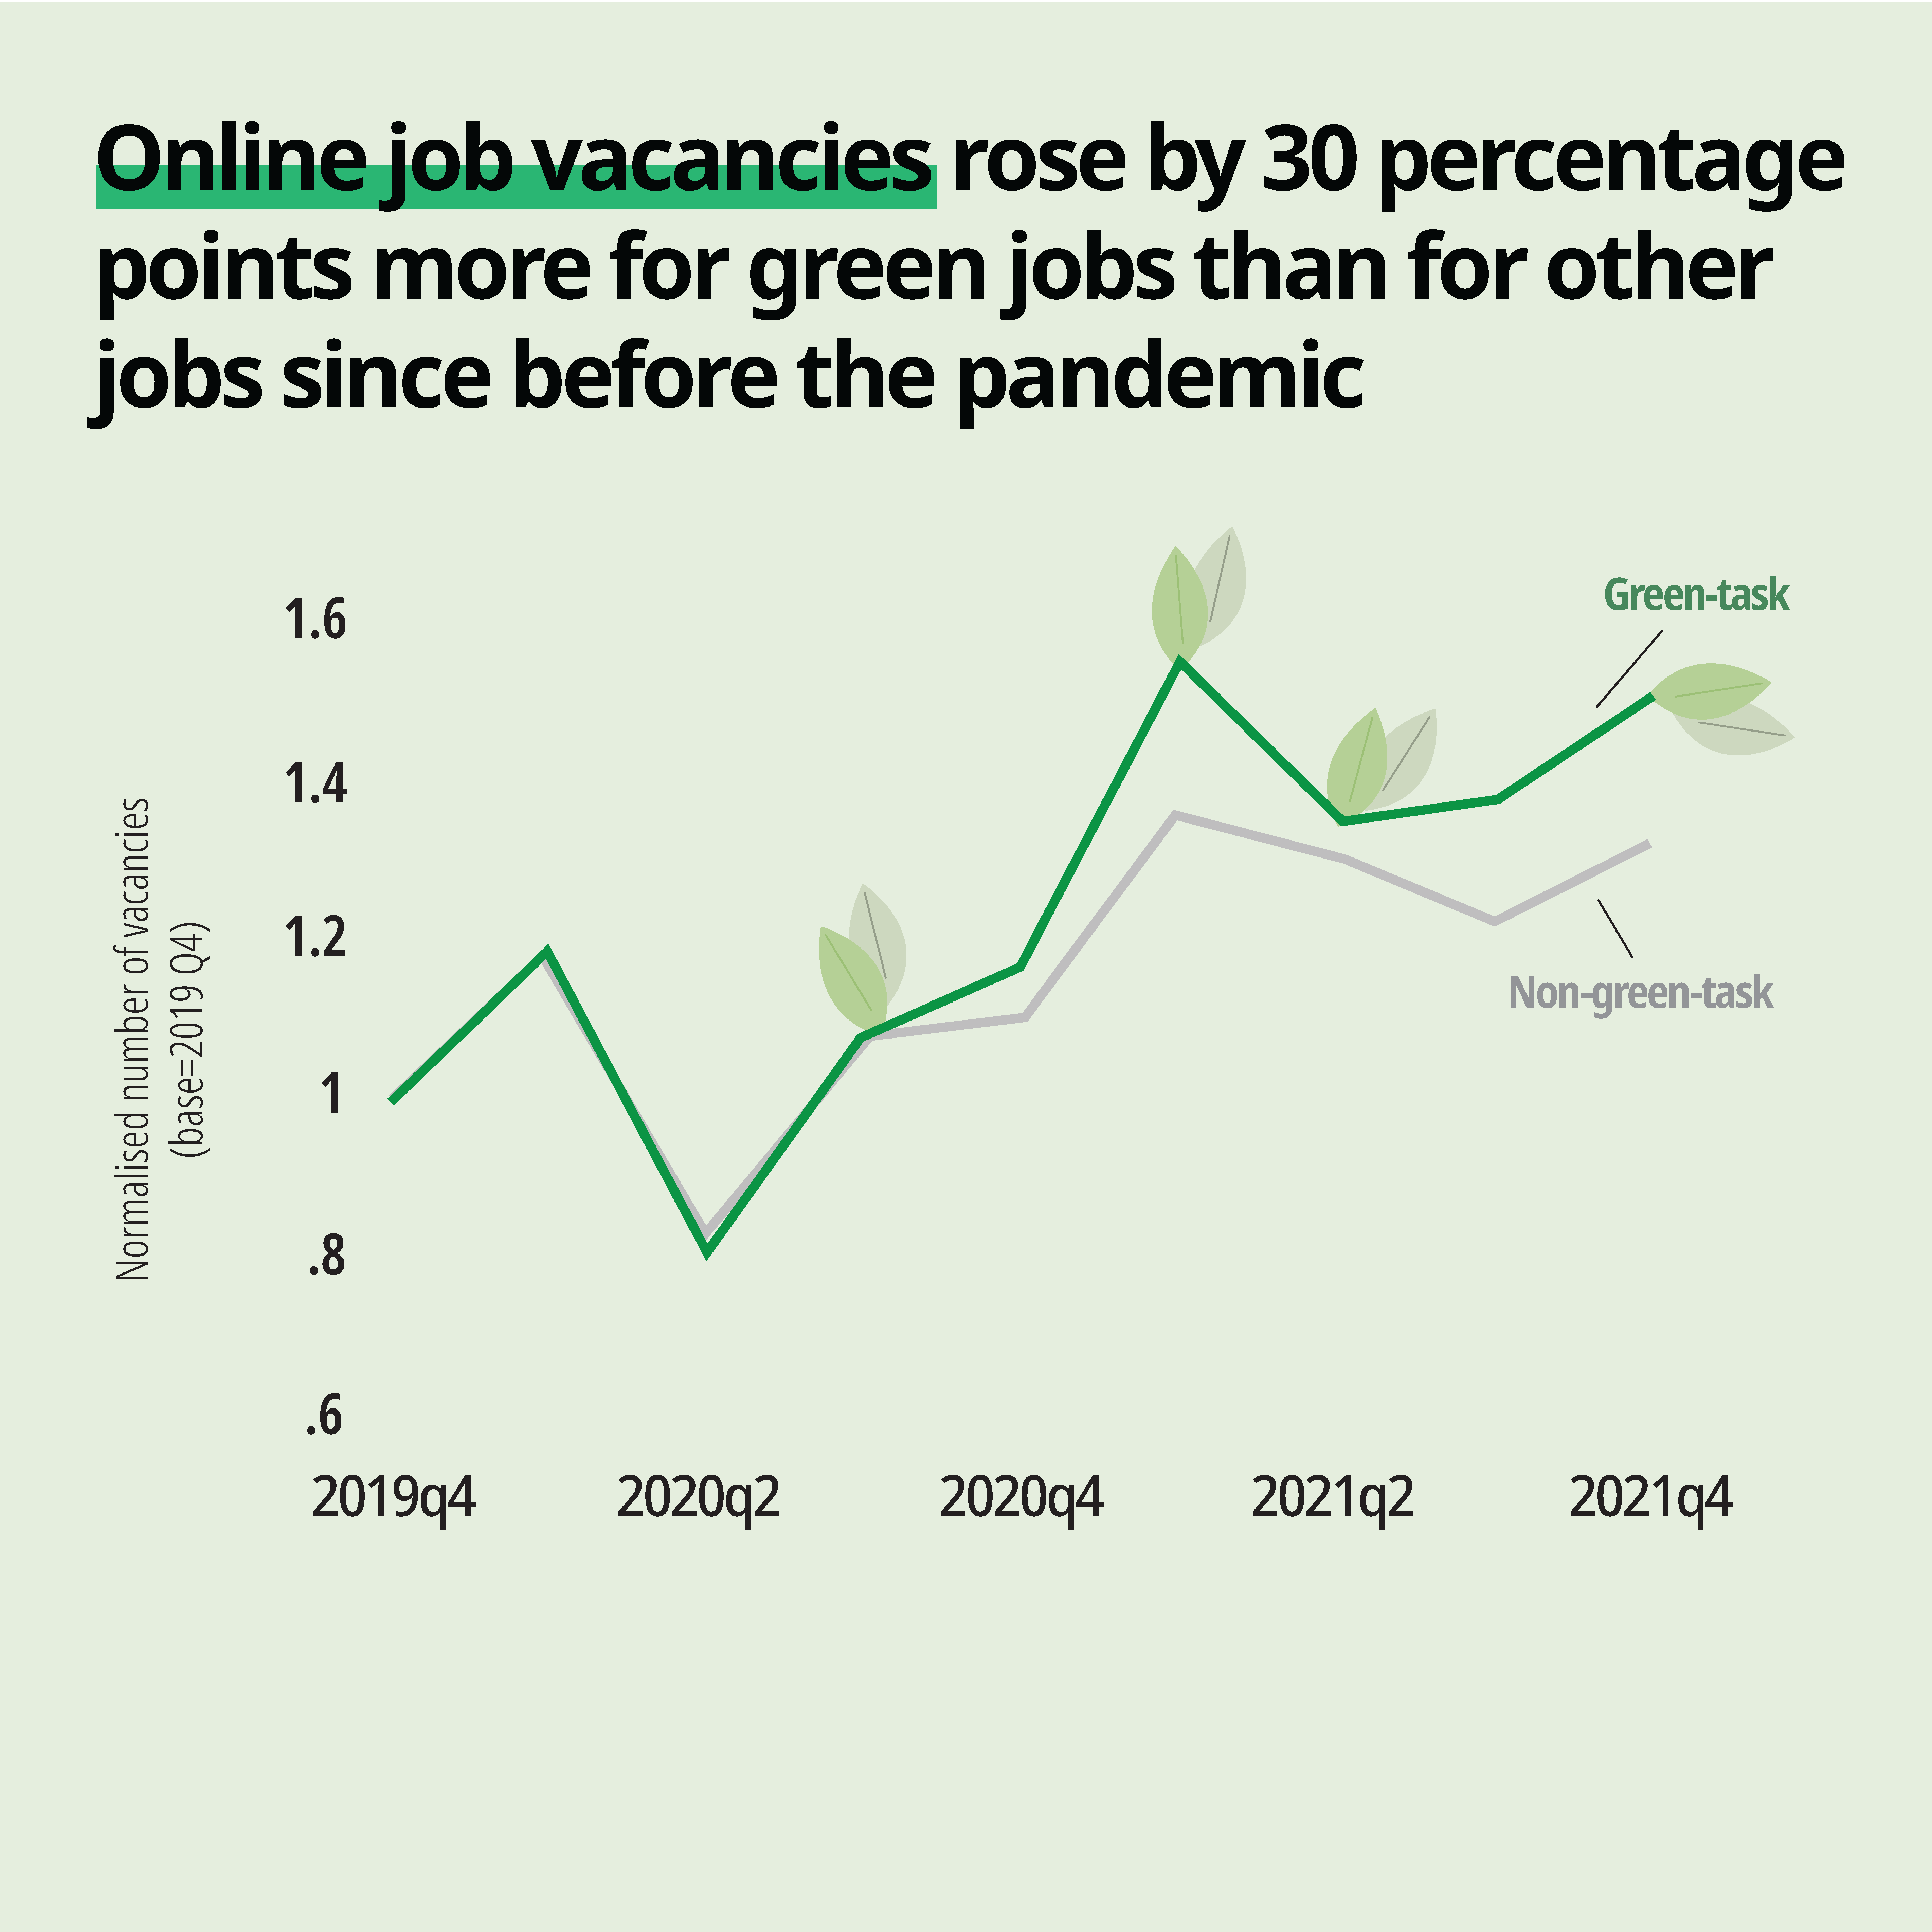 Online job vacancies rose by 30 percentage
points more for green jobs than for other
jobs since before the pandemic
Normalised number of vacancies
(base=2019 Q4)
1.6
1.4
1.2
1
.8
.6
Green-task
Non-green-task
2019q4
2020q2
2020q4
2021q2
2021q4